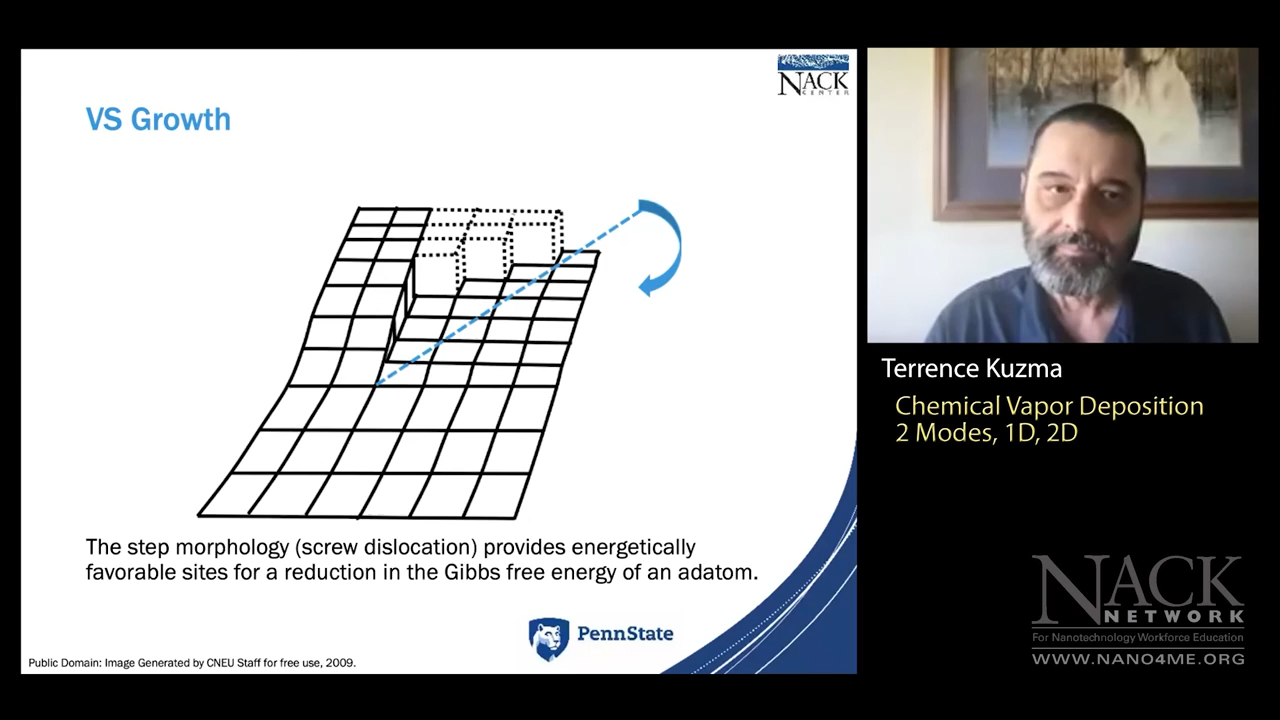 NACK
CENTER
VS Growth
The step morphology (screw dislocation) provides energetically
favorable sites for a reduction in the Gibbs free energy of an adatom.
PennState
Public Domain: Image Generated by CNEU Staff for free use, 2009.
Terrence Kuzma
Chemical Vapor Deposition
2 Modes, 1D, 2D
NACK
NETWORK
For Nanotechnology Workforce Education
WWW.NANO4ME.ORG